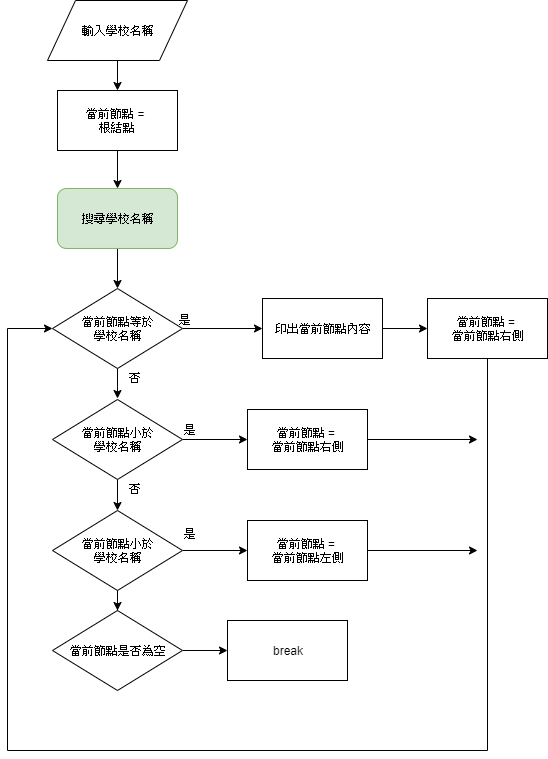 輸入學校名稱
當前節點 =
根結點
搜尋學校名稱
當前節點等於
學校名稱
是
印出當前節點內容
當前節點 =
當前節點右側
否
當前節點小於
學校名稱
是
當前節點 =
當前節點右側
否
當前節點小於
學校名稱
是
當前節點 =
當前節點左側
當前節點是否為空
break